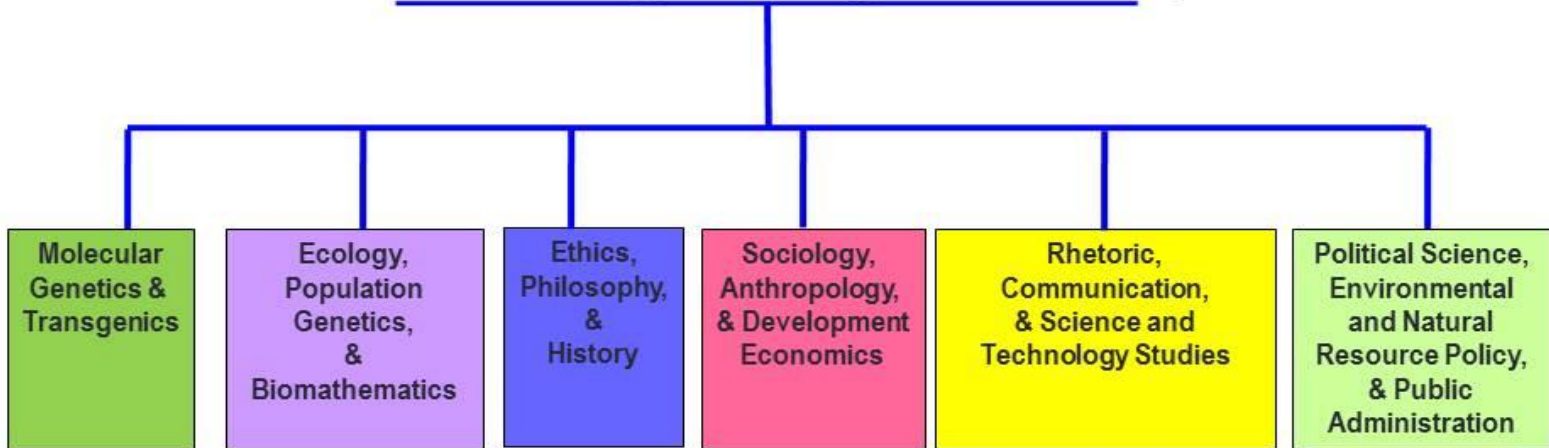 Molecular
Genetics &
Transgenics
Ecology,
Population
Genetics,
&
Biomathematics
Ethics,
Philosophy,
&
History
Sociology,
Anthropology,
& Development
Economics
Rhetoric,
Communication,
& Science and
Technology Studies
Political Science,
Environmental
and Natural
Resource Policy,
& Public
Administration